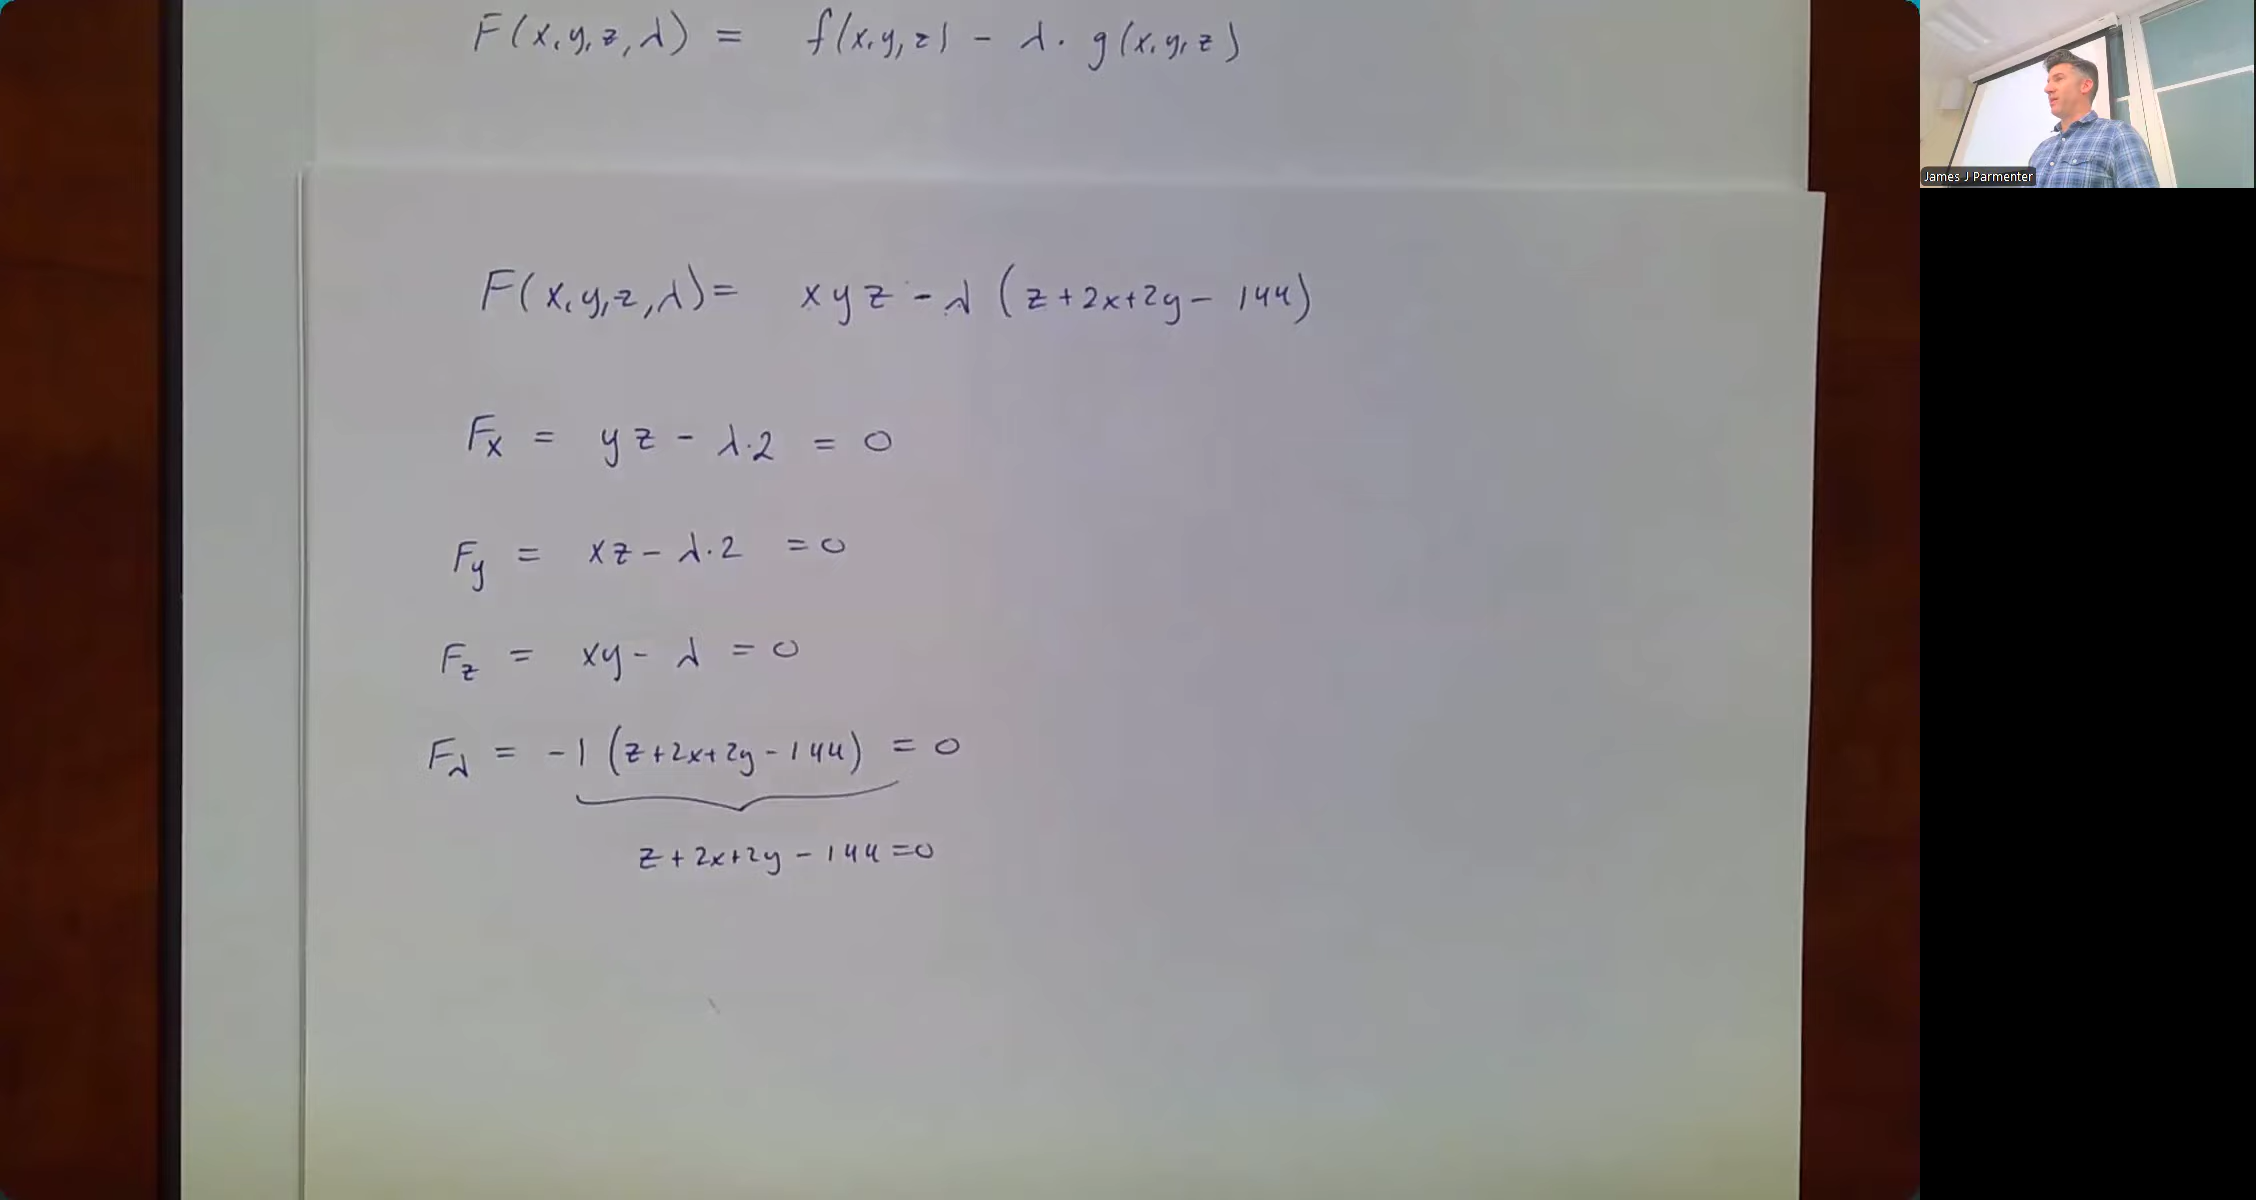 F(x,y,z,λ) = f(x,y,z) - λ · g(x,y,z)
James J Parmenter
F(x,y,z,λ) = xyz - λ (z+2x+2y - 144)
Fx = yz - λ·2 = 0
Fy = xz - λ·2 = 0
Fz = xy - λ = 0
Fλ = -1 (z+2x+2y-144) = 0
z+2x+2y - 144 = 0